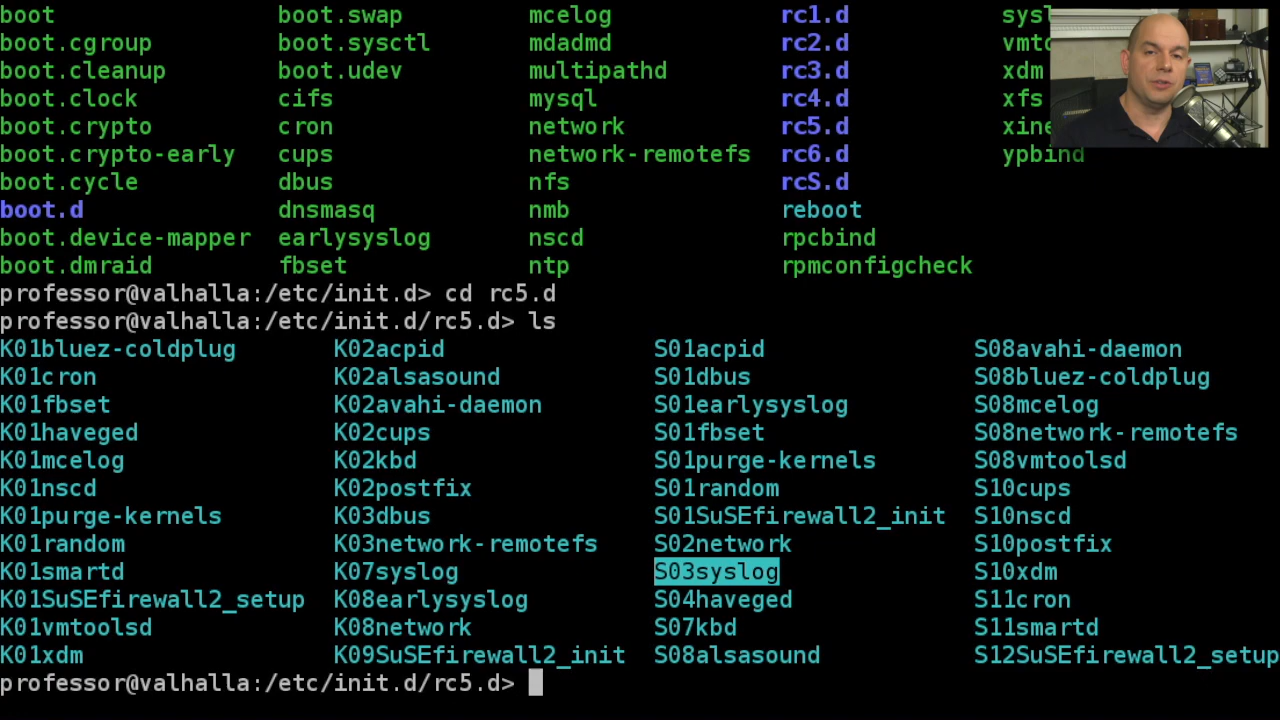 boot boot.swap mcelog rc1.d
boot.cgroup boot.sysctl mdadmd rc2.d
boot.cleanup boot.udev multipathd rc3.d xdm
boot.clock cifs mysql rc4.d xfs
boot.crypto cron network rc5.d
boot.crypto-early cups network-remotefs rc6.d ypbind
boot.cycle dbus nfs rcS.d
boot.d dnsmasq nmb reboot
boot.device-mapper earlysyslog nscd rpcbind
boot.dmraid fbset ntp rpmconfigcheck
professor@valhalla:/etc/init.d> cd rc5.d
professor@valhalla:/etc/init.d/rc5.d> ls
K01bluez-coldplug K02acpid S01acpid S08avahi-daemon
K01cron K02alsasound S01dbus S08bluez-coldplug
K01fbset K02avahi-daemon S01earlysyslog S08mcelog
K01haveged K02cups S01fbset S08network-remotefs
K01mcelog K02kbd S01purge-kernels S08vmtoolsd
K01nscd K02postfix S01random S10cups
K01purge-kernels K03dbus S01SuSEfirewall2_init S10nscd
K01random K03network-remotefs S02network S10postfix
K01smartd K07syslog S03syslog S10xdm
K01SuSEfirewall2_setup K08earlysyslog S04haveged S11cron
K01vmtoolsd K08network S07kbd S11smartd
K01xdm K09SuSEfirewall2_init S08alsasound S12SuSEfirewall2_setup
professor@valhalla:/etc/init.d/rc5.d>